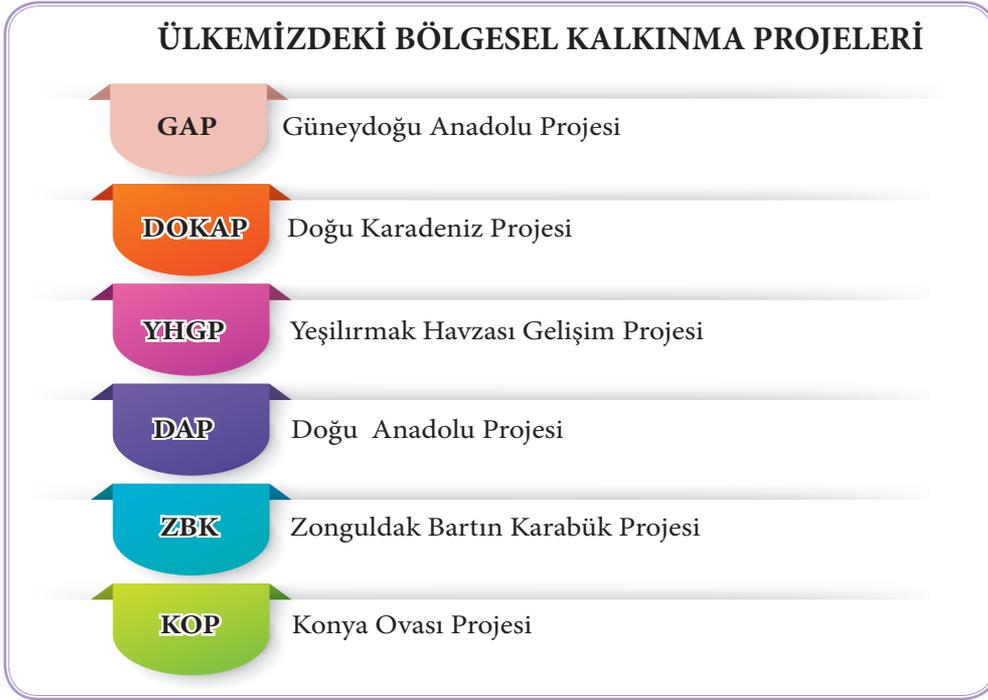 ÜLKEMİZDEKİ BÖLGESEL KALKINMA PROJELERİ
GAP Güneydoğu Anadolu Projesi
DOKAP Doğu Karadeniz Projesi
YHGP Yeşilırmak Havzası Gelişim Projesi
DAP Doğu Anadolu Projesi
ZBK Zonguldak Bartın Karabük Projesi
KOP Konya Ovası Projesi